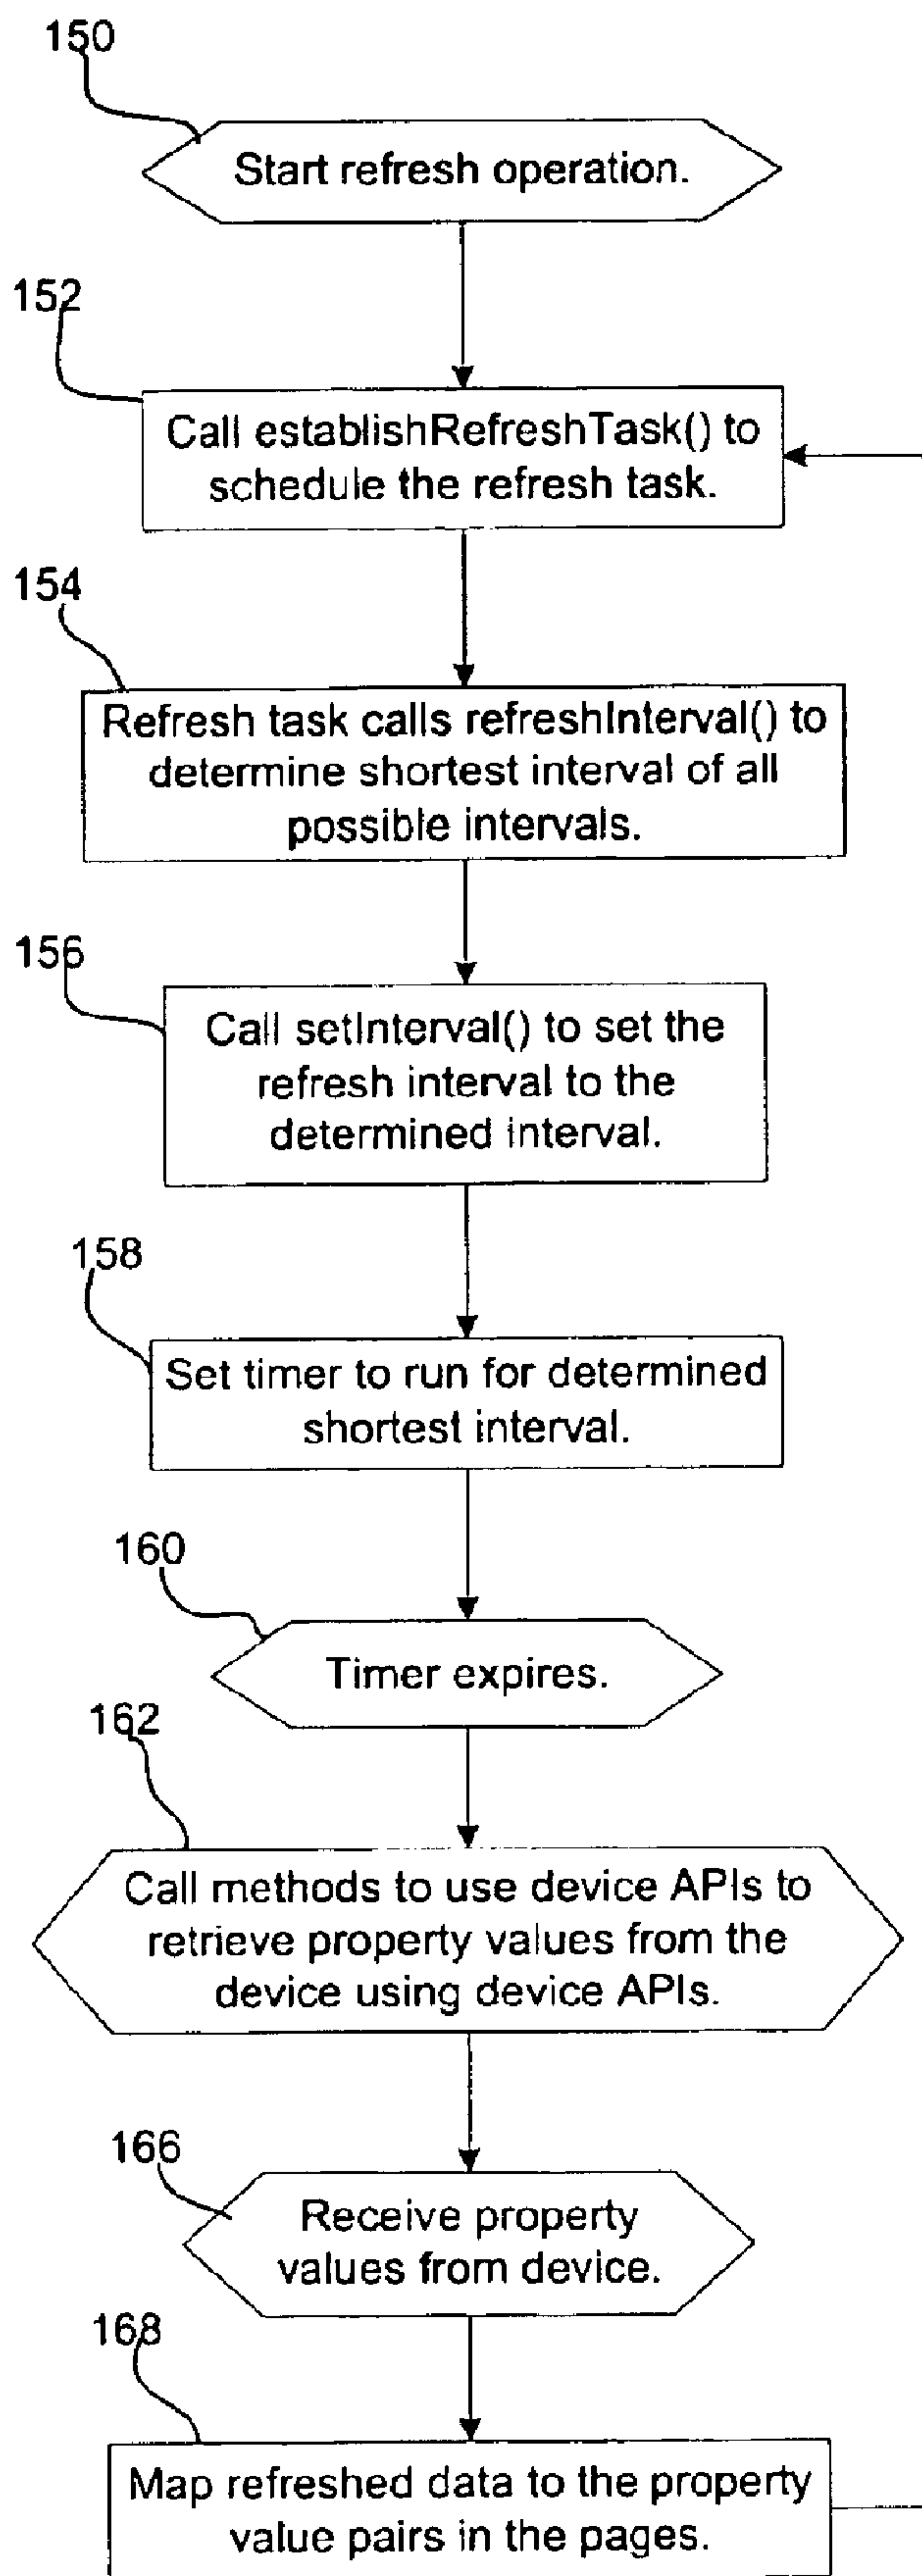 150
Start refresh operation.
152
Call establishRefreshTask() to
schedule the refresh task.
154
Refresh task calls refreshInterval() to
determine shortest interval of all
possible intervals.
156
Call setInterval() to set the
refresh interval to the
determined interval.
158
Set timer to run for determined
shortest interval.
160
Timer expires.
162
Call methods to use device APIs to
retrieve property values from the
device using device APIs.
166
Receive property
values from device.
168
Map refreshed data to the property
value pairs in the pages.